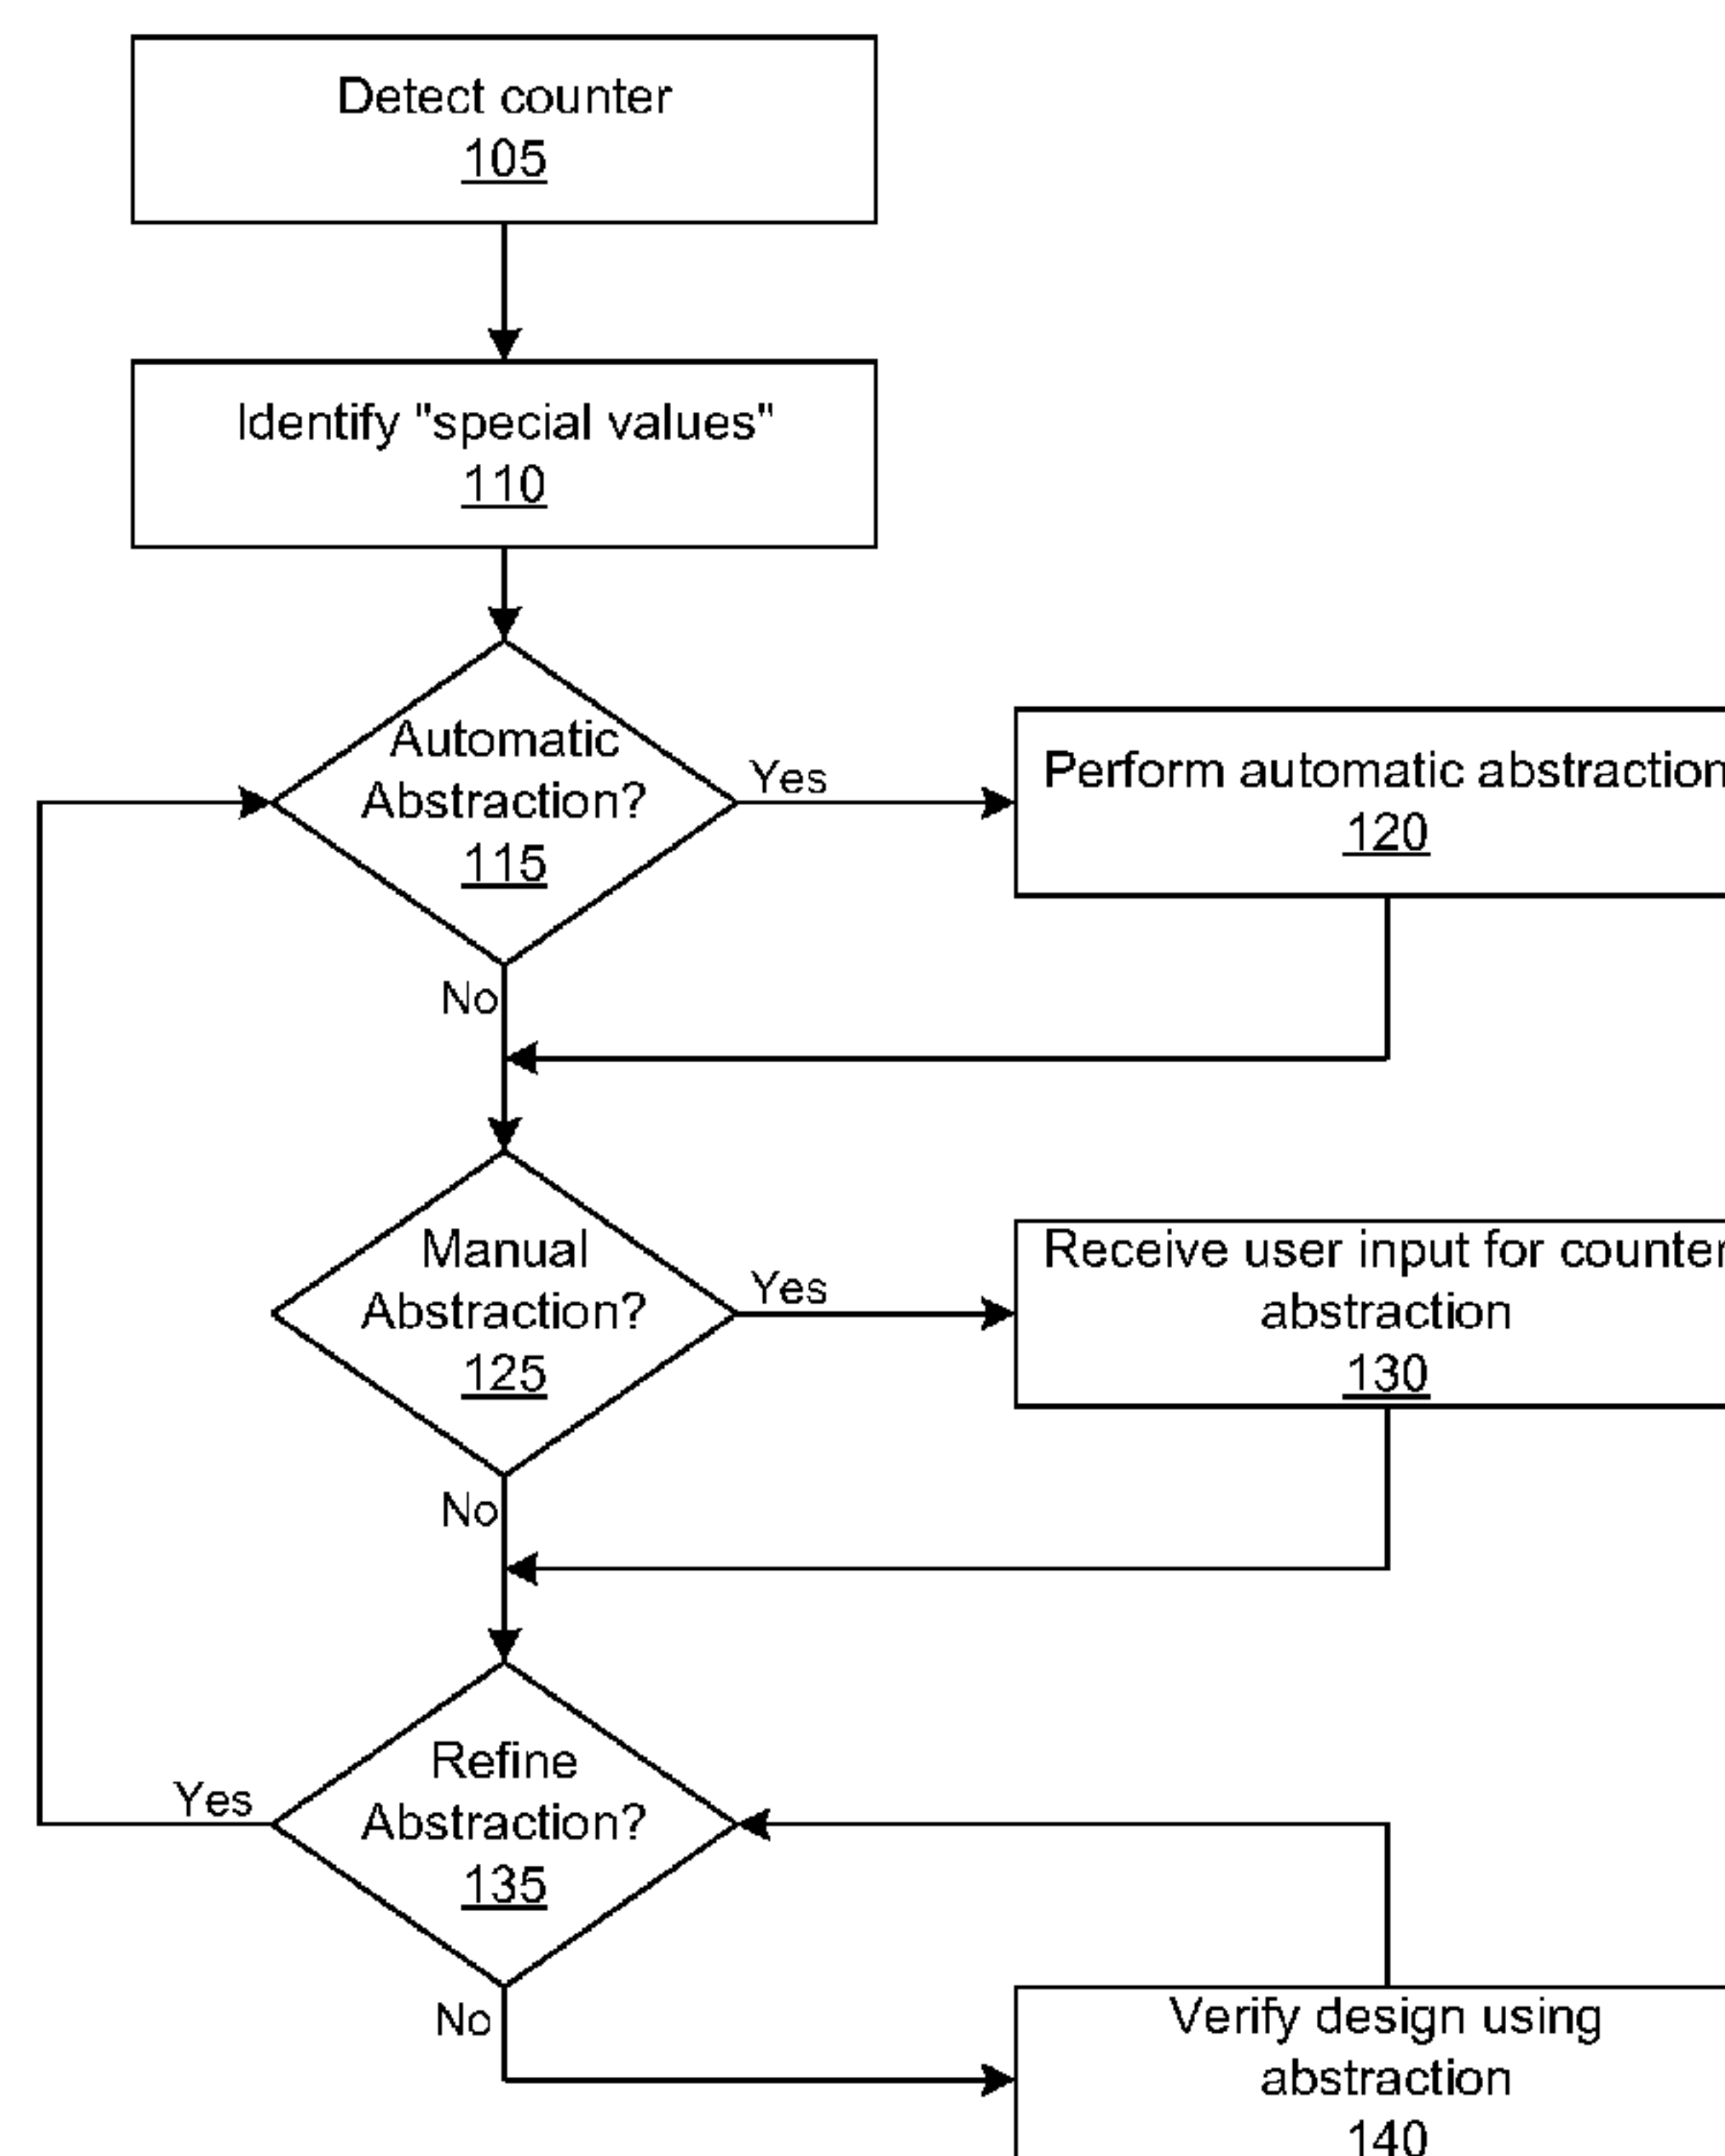 Detect counter
105
Identify "special values"
110
Automatic
Abstraction?
115
Yes
Perform automatic abstraction
120
No
Manual
Abstraction?
125
Yes
Receive user input for counter
abstraction
130
No
Refine
Abstraction?
135
Yes
No
Verify design using
abstraction
140